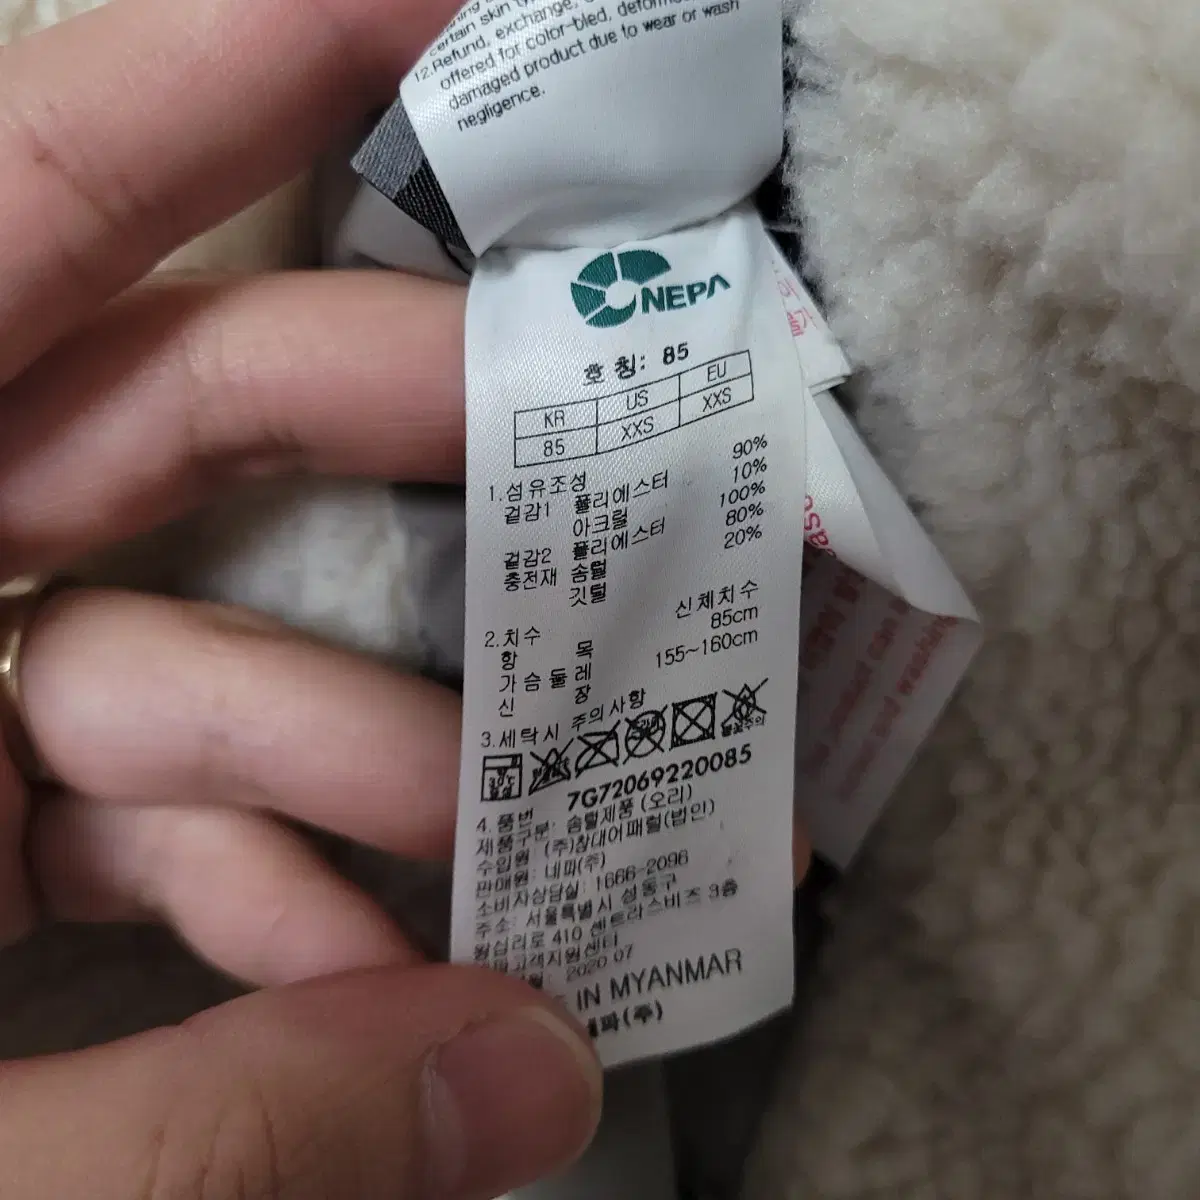 certain skin
12.Refund, exchange,
offered for color-bled,
damaged product due to wear or wash
negligence.
NEPA
호 칭: 85
KR US EU
85 XXS XXS
1.섬유조성
겉감1 폴리에스터 90%
아크릴 10%
겉감2 폴리에스터 100%
충전재 솜털 80%
깃털 20%
2.치수
항 목 신체치수
가슴둘레 85cm
신 장 155~160cm
3.세탁시 주의사항
30℃
7G72069220085
4.품번
제품구분: 솜털제품 (오리)
수입원: (주)창내어패럴(법인)
판매원: 네파(주)
소비자상담실: 1666-2096
주소: 서울특별시 성동구
왕십리로 410 센트라스비즈 3층
고객지원센터
2020 07
IN MYANMAR
파(주)